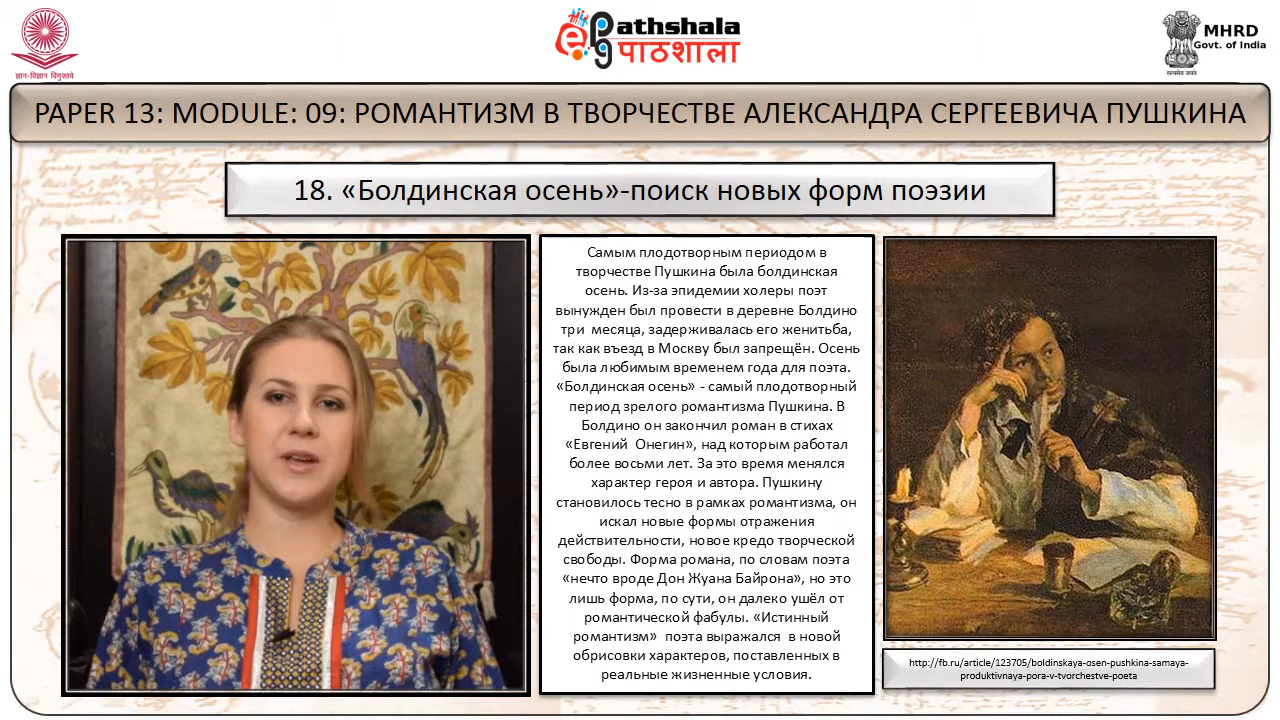 ज्ञान-विज्ञान विमुक्तये
ePathshala
पाठशाला
MHRD
Govt. of India
सत्यमेव जयते
PAPER 13: MODULE: 09: РОМАНТИЗМ В ТВОРЧЕСТВЕ АЛЕКСАНДРА СЕРГЕЕВИЧА ПУШКИНА
18. «Болдинская осень»-поиск новых форм поэзии
Самым плодотворным периодом в
творчестве Пушкина была болдинская
осень. Из-за эпидемии холеры поэт
вынужден был провести в деревне Болдино
три месяца, задерживалась его женитьба,
так как въезд в Москву был запрещён. Осень
была любимым временем года для поэта.
«Болдинская осень» - самый плодотворный
период зрелого романтизма Пушкина. В
Болдино он закончил роман в стихах
«Евгений Онегин», над которым работал
более восьми лет. За это время менялся
характер героя и автора. Пушкину
становилось тесно в рамках романтизма, он
искал новые формы отражения
действительности, новое кредо творческой
свободы. Форма романа, по словам поэта
«нечто вроде Дон Жуана Байрона», но это
лишь форма, по сути, он далеко ушёл от
романтической фабулы. «Истинный
романтизм» поэта выражался в новой
обрисовки характеров, поставленных в
реальные жизненные условия.
http://fb.ru/article/123705/boldinskaya-osen-pushkina-samaya-
produktivnaya-pora-v-tvorchestve-poeta